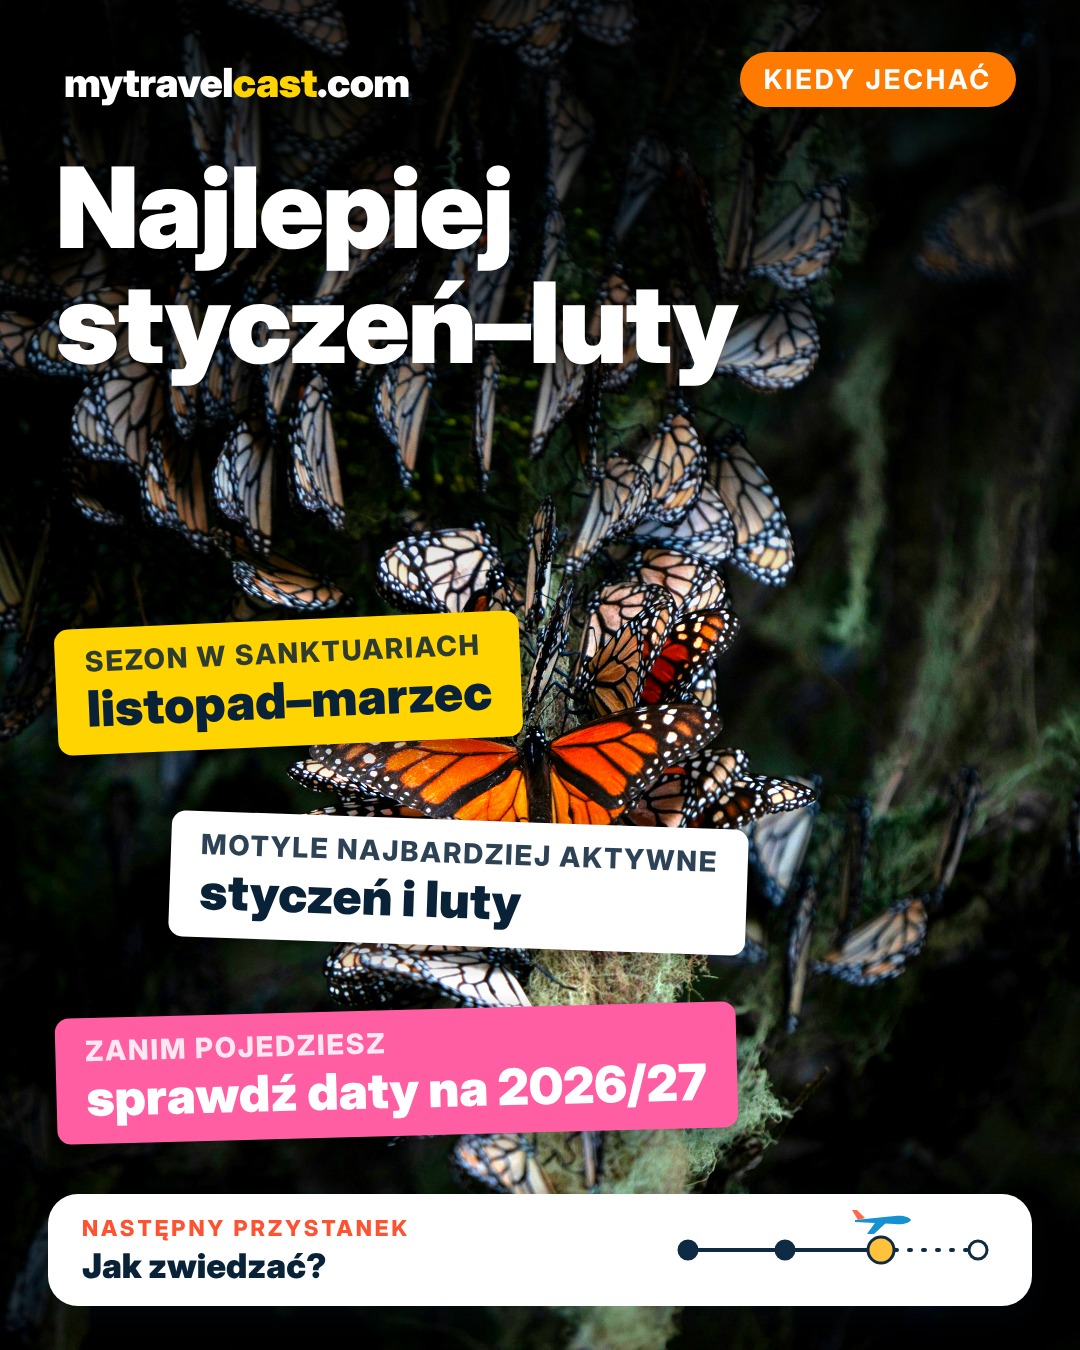 mytravelcast.com
KIEDY JECHAĆ
Najlepiej
styczeń–luty
SEZON W SANKTUARIACH
listopad–marzec
MOTYLE NAJBARDZIEJ AKTYWNE
styczeń i luty
ZANIM POJEDZIESZ
sprawdź daty na 2026/27
NASTĘPNY PRZYSTANEK
Jak zwiedzać?